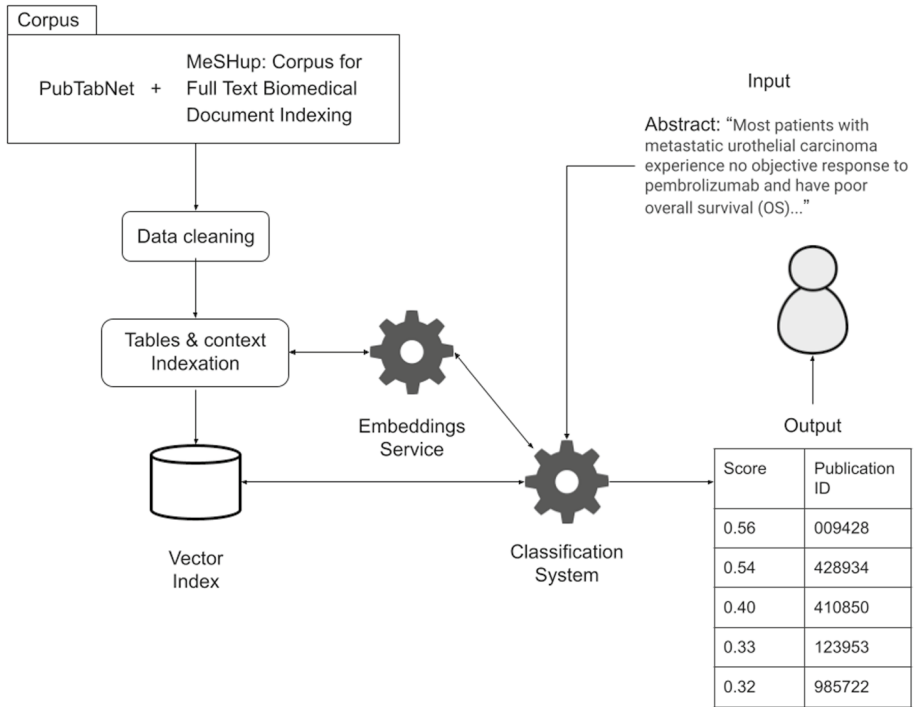 Corpus
PubTabNet +
MeSHup: Corpus for
Full Text Biomedical
Document Indexing
Data cleaning
Tables & context
Indexation
Vector
Index
Embeddings
Service
Classification
System
Input
Abstract: “Most patients with
metastatic urothelial carcinoma
experience no objective response to
pembrolizumab and have poor
overall survival (OS)...”
Output
Score Publication
ID
0.56 009428
0.54 428934
0.40 410850
0.33 123953
0.32 985722